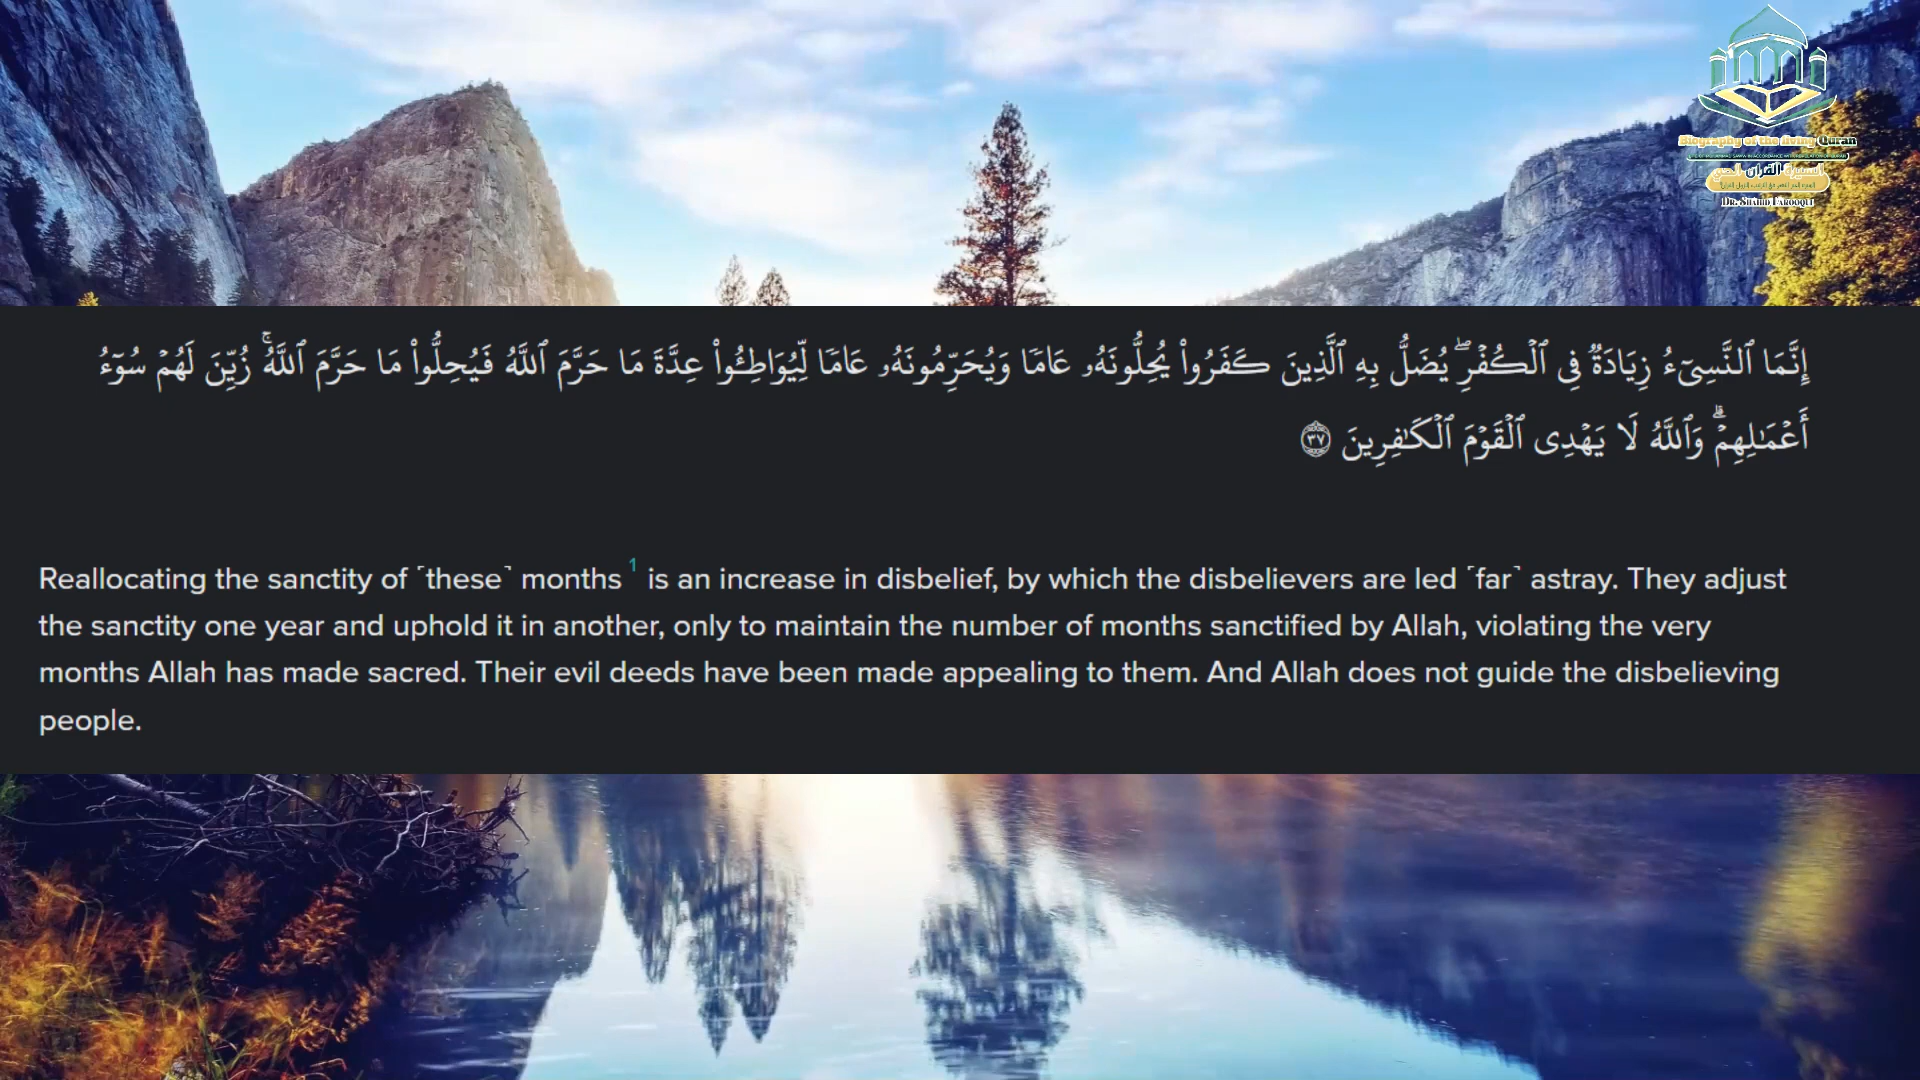 Biography of the living Quran
السيرة القرآن الحي
Dr. Shahid Farooqui
إِنَّمَا ٱلنَّسِىٓءُ زِيَادَةٌ فِى ٱلْكُفْرِ ۖ يُضَلُّ بِهِ ٱلَّذِينَ كَفَرُوا۟ يُحِلُّونَهُۥ عَامًا وَيُحَرِّمُونَهُۥ عَامًا لِّيُوَاطِـُٔوا۟ عِدَّةَ مَا حَرَّمَ ٱللَّهُ فَيُحِلُّوا۟ مَا حَرَّمَ ٱللَّهُ ۚ زُيِّنَ لَهُمْ سُوٓءُ
أَعْمَـٰلِهِمْ ۗ وَٱللَّهُ لَا يَهْدِى ٱلْقَوْمَ ٱلْكَـٰفِرِينَ ٣٧
Reallocating the sanctity of ˹these˺ months 1 is an increase in disbelief, by which the disbelievers are led ˹far˺ astray. They adjust
the sanctity one year and uphold it in another, only to maintain the number of months sanctified by Allah, violating the very
months Allah has made sacred. Their evil deeds have been made appealing to them. And Allah does not guide the disbelieving
people.